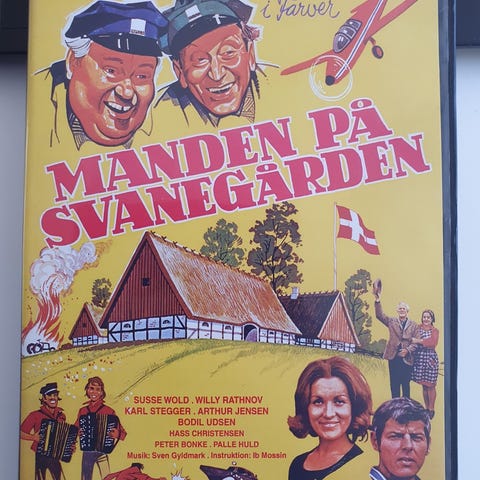 i farver
MANDEN PÅ
SVANEGÅRDEN
SUSSE WOLD . WILLY RATHNOV
KARL STEGGER . ARTHUR JENSEN
BODIL UDSEN
HASS CHRISTENSEN
PETER BONKE . PALLE HULD
Musik: Sven Gyldmark . Instruktion: Ib Mossin